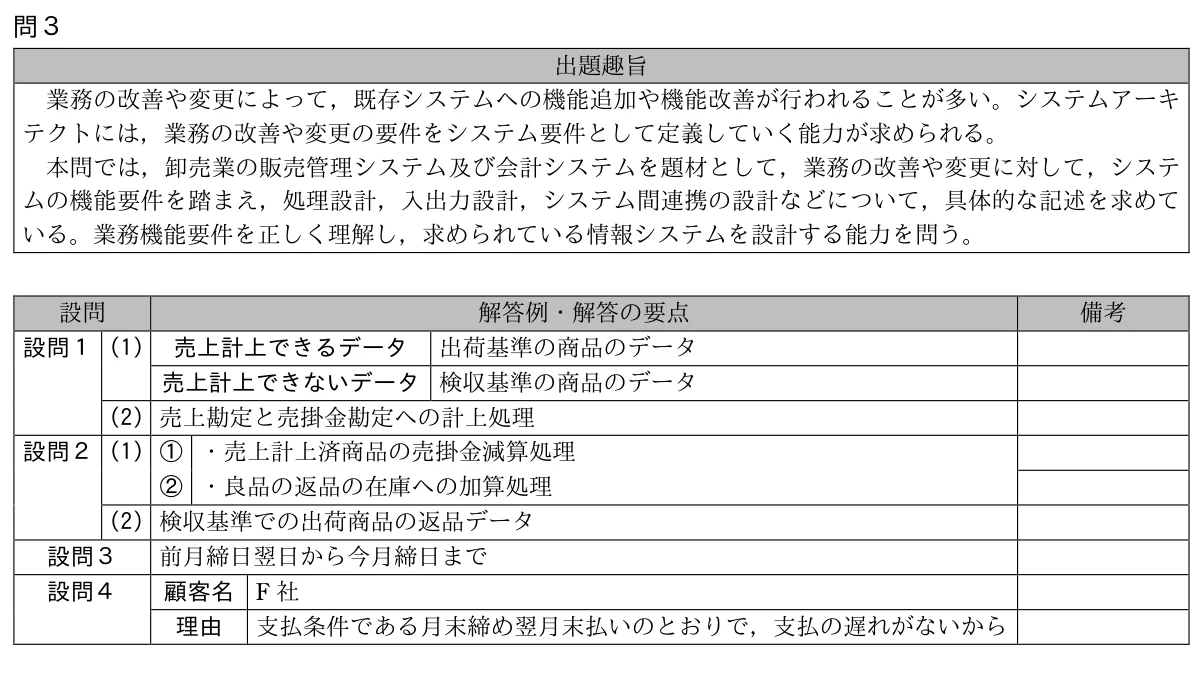 問３
出題趣旨
業務の改善や変更によって，既存システムへの機能追加や機能改善が行われることが多い。システムアーキ
テクトには，業務の改善や変更の要件をシステム要件として定義していく能力が求められる。
本問では，卸売業の販売管理システム及び会計システムを題材として，業務の改善や変更に対して，システ
ムの機能要件を踏まえ，処理設計，入出力設計，システム間連携の設計などについて，具体的な記述を求めて
いる。業務機能要件を正しく理解し，求められている情報システムを設計する能力を問う。
設問 解答例・解答の要点 備考
設問１ (1) 売上計上できるデータ 出荷基準の商品のデータ
売上計上できないデータ 検収基準の商品のデータ
(2) 売上勘定と売掛金勘定への計上処理
設問２ (1) ① ・売上計上済商品の売掛金減算処理
② ・良品の返品の在庫への加算処理
(2) 検収基準での出荷商品の返品データ
設問３ 前月締日翌日から今月締日まで
設問４ 顧客名 F 社
理由 支払条件である月末締め翌月末払いのとおりで，支払の遅れがないから